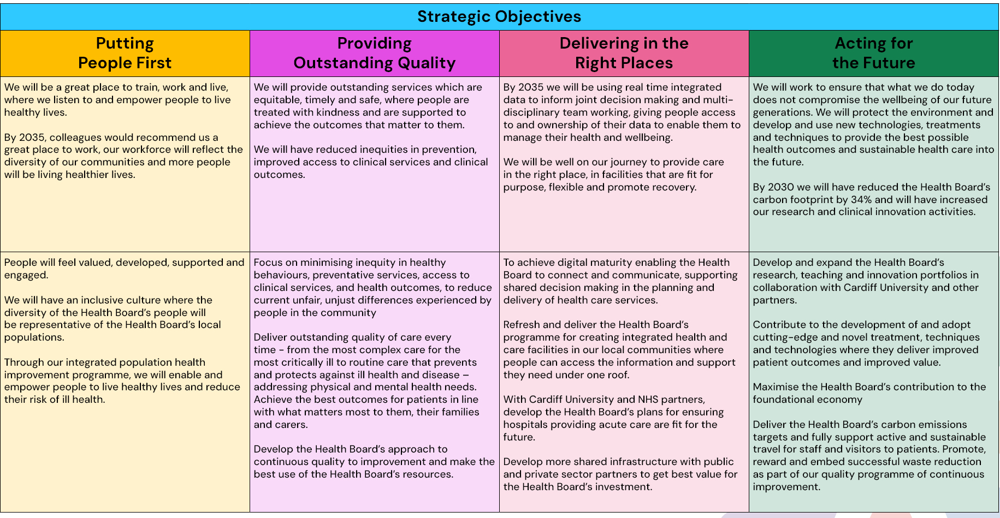 Strategic Objectives
Putting
People First
Providing
Outstanding Quality
Delivering in the
Right Places
Acting for
the Future
We will be a great place to train, work and live,
where we listen to and empower people to live
healthy lives.
By 2035, colleagues would recommend us a
great place to work, our workforce will reflect the
diversity of our communities and more people
will be living healthier lives.
We will provide outstanding services which are
equitable, timely and safe, where people are
treated with kindness and are supported to
achieve the outcomes that matter to them.
We will have reduced inequities in prevention,
improved access to clinical services and clinical
outcomes.
By 2035 we will be using real time integrated
data to inform joint decision making and multi-
disciplinary team working, giving people access
to and ownership of their data to enable them to
manage their health and wellbeing.
We will be well on our journey to provide care
in the right place, in facilities that are fit for
purpose, flexible and promote recovery.
We will work to ensure that what we do today
does not compromise the wellbeing of our future
generations. We will protect the environment and
develop and use new technologies, treatments
and techniques to provide the best possible
health outcomes and sustainable health care into
the future.
By 2030 we will have reduced the Health Board’s
carbon footprint by 34% and will have increased
our research and clinical innovation activities.
People will feel valued, developed, supported and
engaged.
We will have an inclusive culture where the
diversity of the Health Board’s people will
be representative of the Health Board’s local
populations.
Through our integrated population health
improvement programme, we will enable and
empower people to live healthy lives and reduce
their risk of ill health.
Focus on minimising inequity in healthy
behaviours, preventative services, access to
clinical services, and health outcomes, to reduce
current unfair, unjust differences experienced by
people in the community
Deliver outstanding quality of care every
time - from the most complex care for the
most critically ill to routine care that prevents
and protects against ill health and disease –
addressing physical and mental health needs.
Achieve the best outcomes for patients in line
with what matters most to them, their families
and carers.
Develop the Health Board’s approach to
continuous quality to improvement and make the
best use of the Health Board’s resources.
To achieve digital maturity enabling the Health
Board to connect and communicate, supporting
shared decision making in the planning and
delivery of health care services.
Refresh and deliver the Health Board’s
programme for creating integrated health and
care facilities in our local communities where
people can access the information and support
they need under one roof.
With Cardiff University and NHS partners,
develop the Health Board’s plans for ensuring
hospitals providing acute care are fit for the
future.
Develop more shared infrastructure with public
and private sector partners to get best value for
the Health Board’s investment.
Develop and expand the Health Board’s
research, teaching and innovation portfolios in
collaboration with Cardiff University and other
partners.
Contribute to the development of and adopt
cutting-edge and novel treatment, techniques
and technologies where they deliver improved
patient outcomes and improved value.
Maximise the Health Board’s contribution to the
foundational economy
Deliver the Health Board’s carbon emissions
targets and fully support active and sustainable
travel for staff and visitors to patients. Promote,
reward and embed successful waste reduction
as part of our quality programme of continuous
improvement.